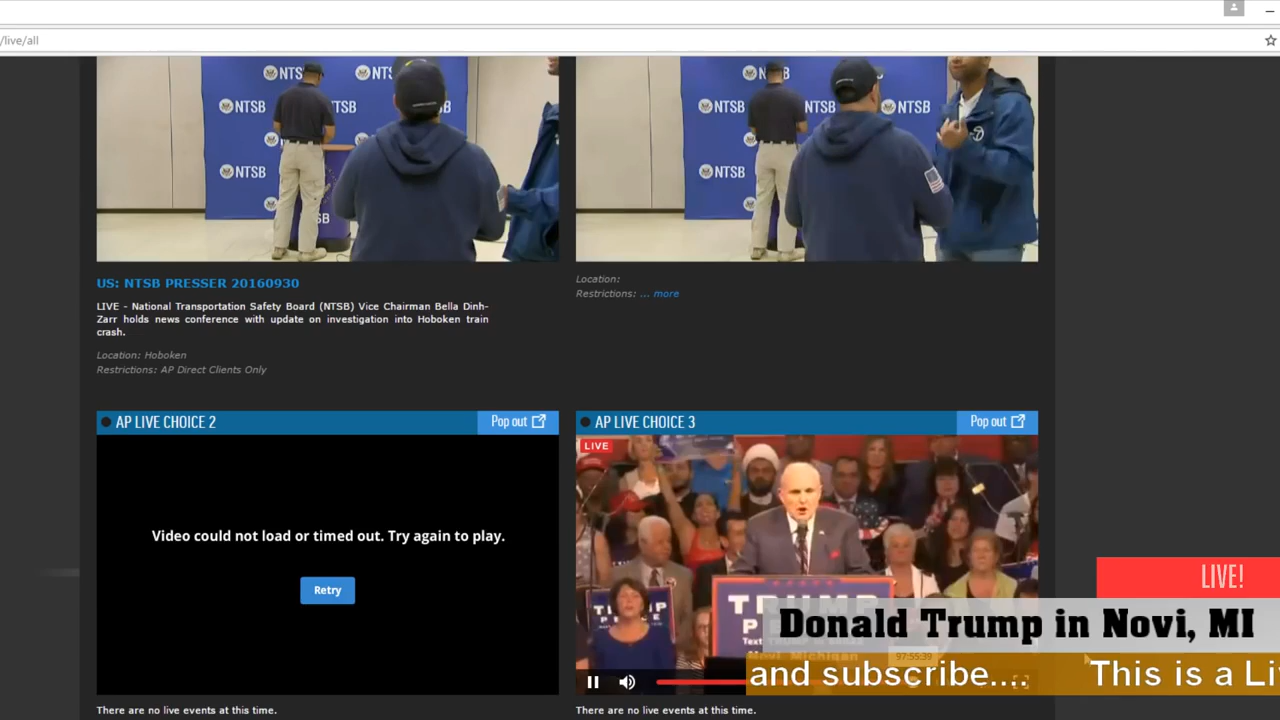 /live/all
NTSB
NTSB
NTSB
NTSB
NTSB
NTSB
NTSB
US: NTSB PRESSER 20160930
LIVE - National Transportation Safety Board (NTSB) Vice Chairman Bella Dinh-
Zarr holds news conference with update on investigation into Hoboken train
crash.
Location: Hoboken
Restrictions: AP Direct Clients Only
Location:
Restrictions: ... more
AP LIVE CHOICE 2
Pop out
Video could not load or timed out. Try again to play.
Retry
There are no live events at this time.
AP LIVE CHOICE 3
Pop out
LIVE
TRUMP
Novi, Michigan
97:55:39
There are no live events at this time.
LIVE!
Donald Trump in Novi, MI
and subscribe.... This is a Li